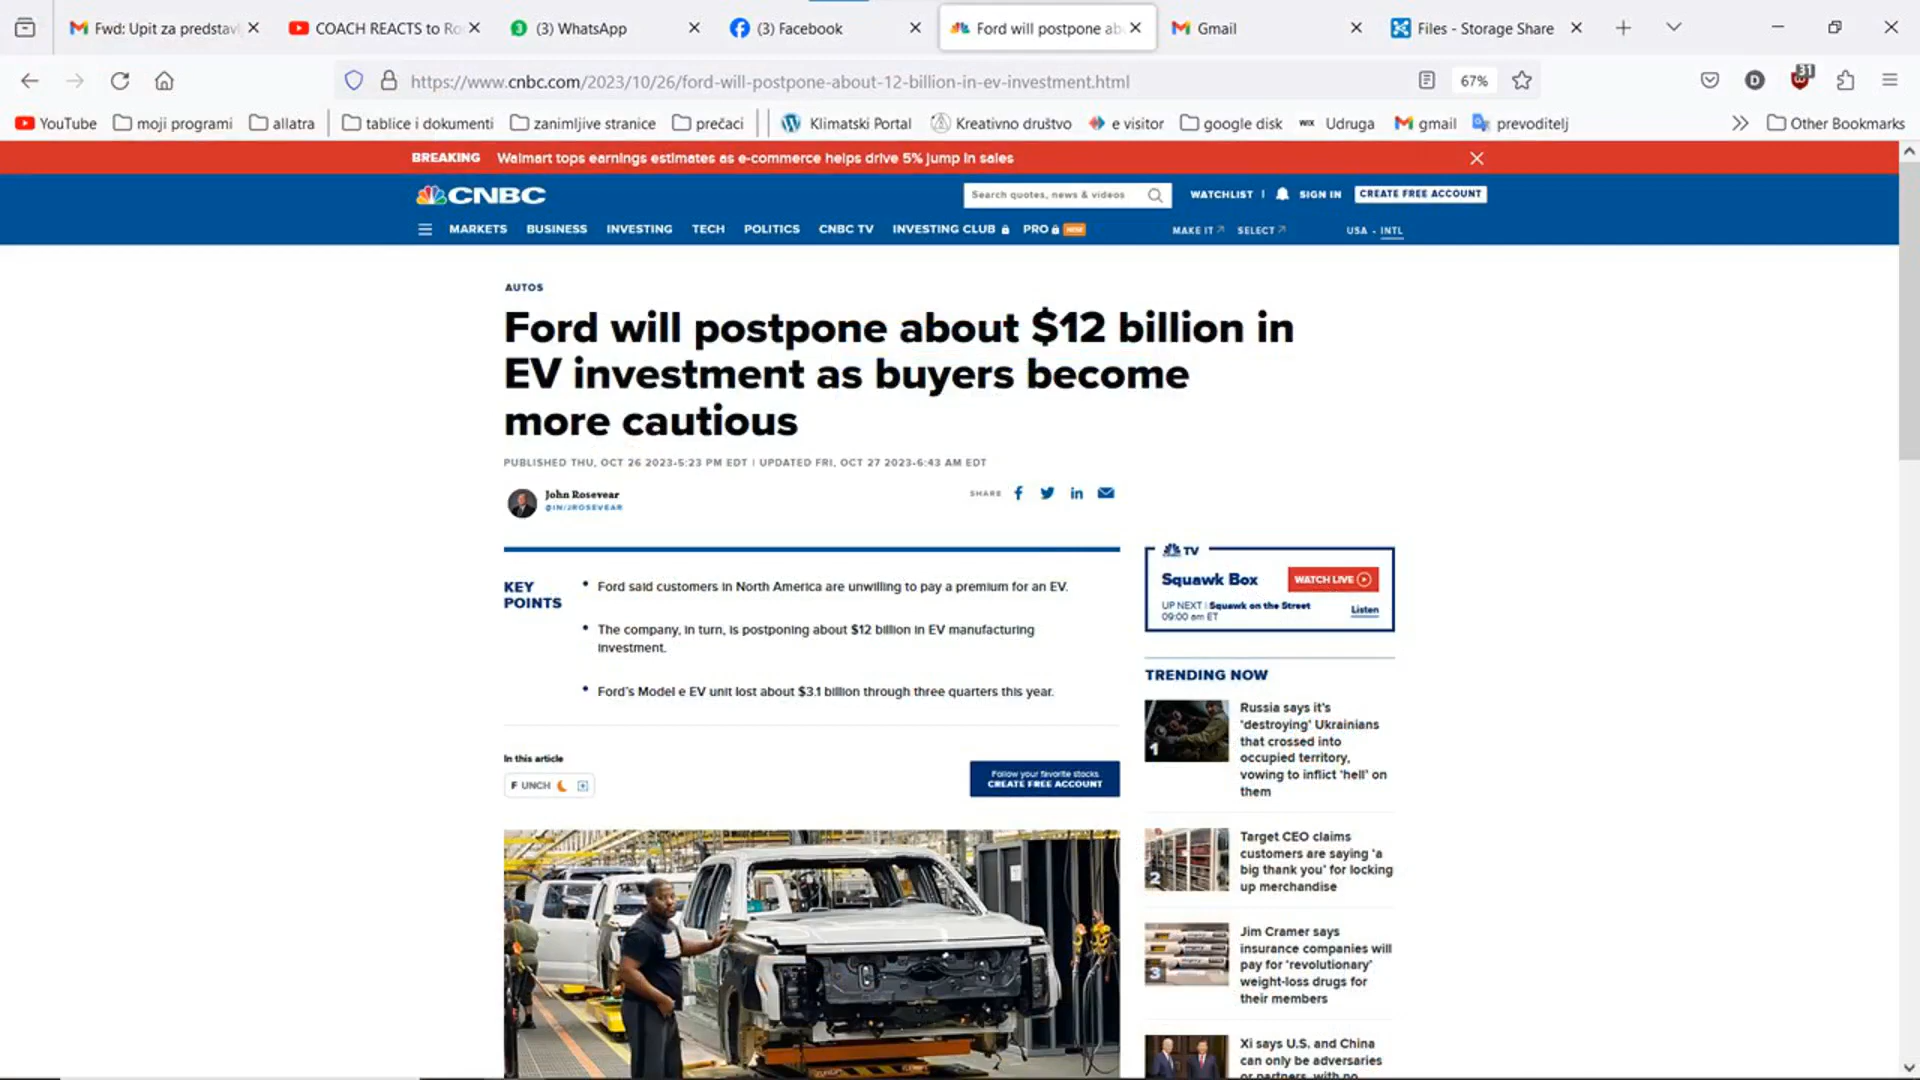 Fwd: Upit za predstavl
COACH REACTS to Ro
(3) WhatsApp
(3) Facebook
Ford will postpone ab
Gmail
Files - Storage Share
https://www.cnbc.com/2023/10/26/ford-will-postpone-about-12-billion-in-ev-investment.html
67%
D
31
YouTube
moji programi
allatra
tablice i dokumenti
zanimljive stranice
prečaci
Klimatski Portal
Kreativno društvo
e visitor
google disk
WIX Udruga
gmail
prevoditelj
Other Bookmarks
BREAKING Walmart tops earnings estimates as e-commerce helps drive 5% jump in sales
CNBC
Search quotes, news & videos
WATCHLIST
SIGN IN
CREATE FREE ACCOUNT
MARKETS BUSINESS INVESTING TECH POLITICS CNBC TV INVESTING CLUB PRO NEW
MAKE IT SELECT
USA - INTL
AUTOS
Ford will postpone about $12 billion in
EV investment as buyers become
more cautious
PUBLISHED THU, OCT 26 2023-5:23 PM EDT | UPDATED FRI, OCT 27 2023-6:43 AM EDT
John Rosevear
@IN/JROSEVEAR
SHARE
KEY
POINTS
• Ford said customers in North America are unwilling to pay a premium for an EV.
• The company, in turn, is postponing about $12 billion in EV manufacturing
investment.
• Ford's Model e EV unit lost about $3.1 billion through three quarters this year.
In this article
F UNCH
Follow your favorite stocks
CREATE FREE ACCOUNT
TV
Squawk Box
WATCH LIVE
UP NEXT | Squawk on the Street
09:00 am ET
Listen
TRENDING NOW
1
Russia says it's
'destroying' Ukrainians
that crossed into
occupied territory,
vowing to inflict 'hell' on
them
2
Target CEO claims
customers are saying 'a
big thank you' for locking
up merchandise
3
Jim Cramer says
insurance companies will
pay for 'revolutionary'
weight-loss drugs for
their members
Xi says U.S. and China
can only be adversaries
or partners, with no